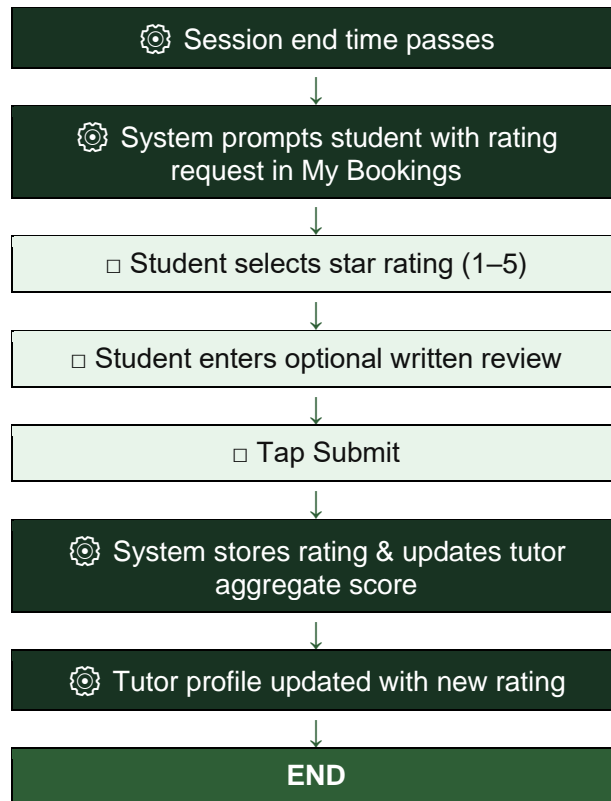 ⚙ Session end time passes
↓
⚙ System prompts student with rating
request in My Bookings
↓
□ Student selects star rating (1–5)
↓
□ Student enters optional written review
↓
□ Tap Submit
↓
⚙ System stores rating & updates tutor
aggregate score
↓
⚙ Tutor profile updated with new rating
↓
END